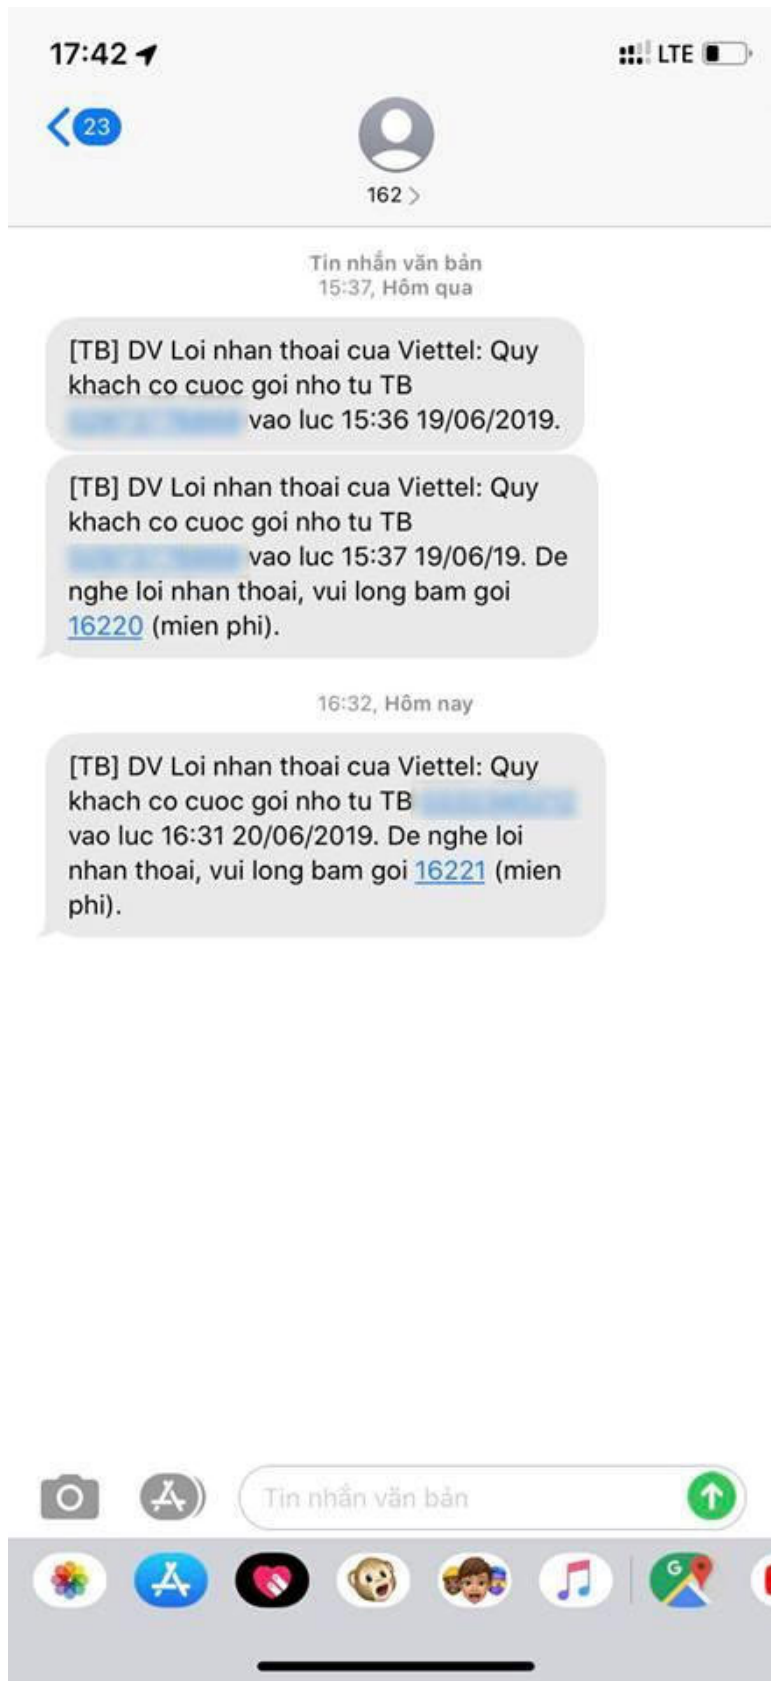 17:42
LTE
23
162
Tin nhắn văn bản
15:37, Hôm qua
[TB] DV Loi nhan thoai cua Viettel: Quy
khach co cuoc goi nho tu TB
vao luc 15:36 19/06/2019.
[TB] DV Loi nhan thoai cua Viettel: Quy
khach co cuoc goi nho tu TB
vao luc 15:37 19/06/19. De
nghe loi nhan thoai, vui long bam goi
16220 (mien phi).
16:32, Hôm nay
[TB] DV Loi nhan thoai cua Viettel: Quy
khach co cuoc goi nho tu TB
vao luc 16:31 20/06/2019. De nghe loi
nhan thoai, vui long bam goi 16221 (mien
phi).
Tin nhắn văn bản
G